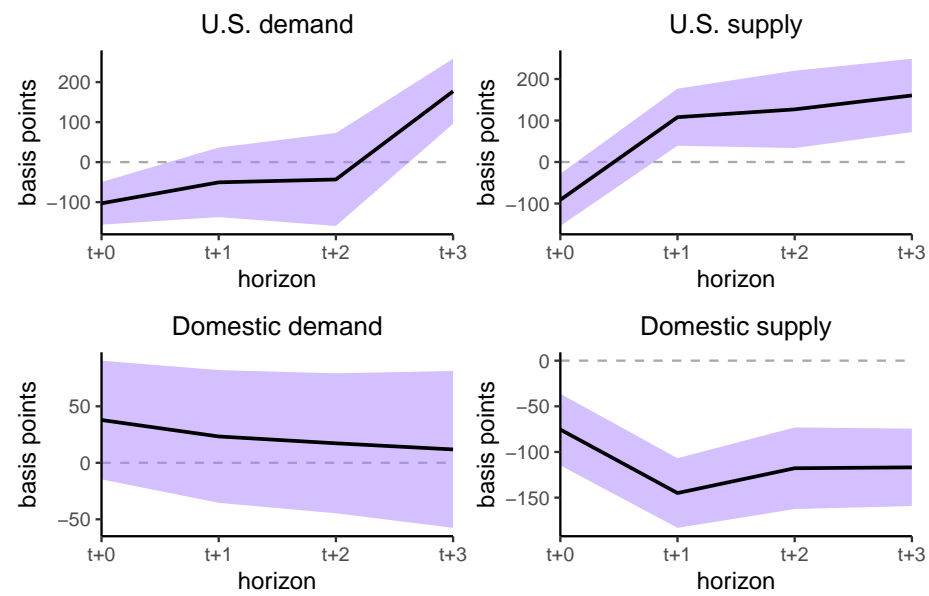 U.S. demand
basis points
200
100
0
−100
t+0 t+1 t+2 t+3
horizon
U.S. supply
basis points
200
100
0
−100
t+0 t+1 t+2 t+3
horizon
Domestic demand
basis points
50
0
−50
t+0 t+1 t+2 t+3
horizon
Domestic supply
basis points
0
−50
−100
−150
t+0 t+1 t+2 t+3
horizon